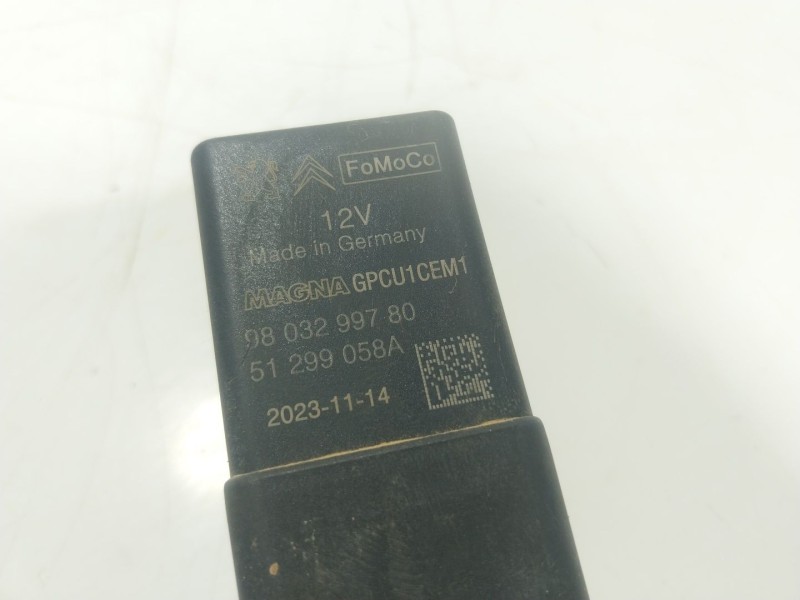 FoMoCo
12V
Made in Germany
MAGNA GPCU1CEM1
98 032 997 80
51 299 058A
2023-11-14